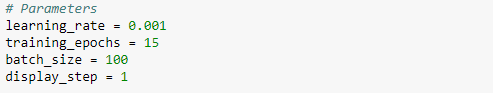 # Parameters
learning_rate = 0.001
training_epochs = 15
batch_size = 100
display_step = 1